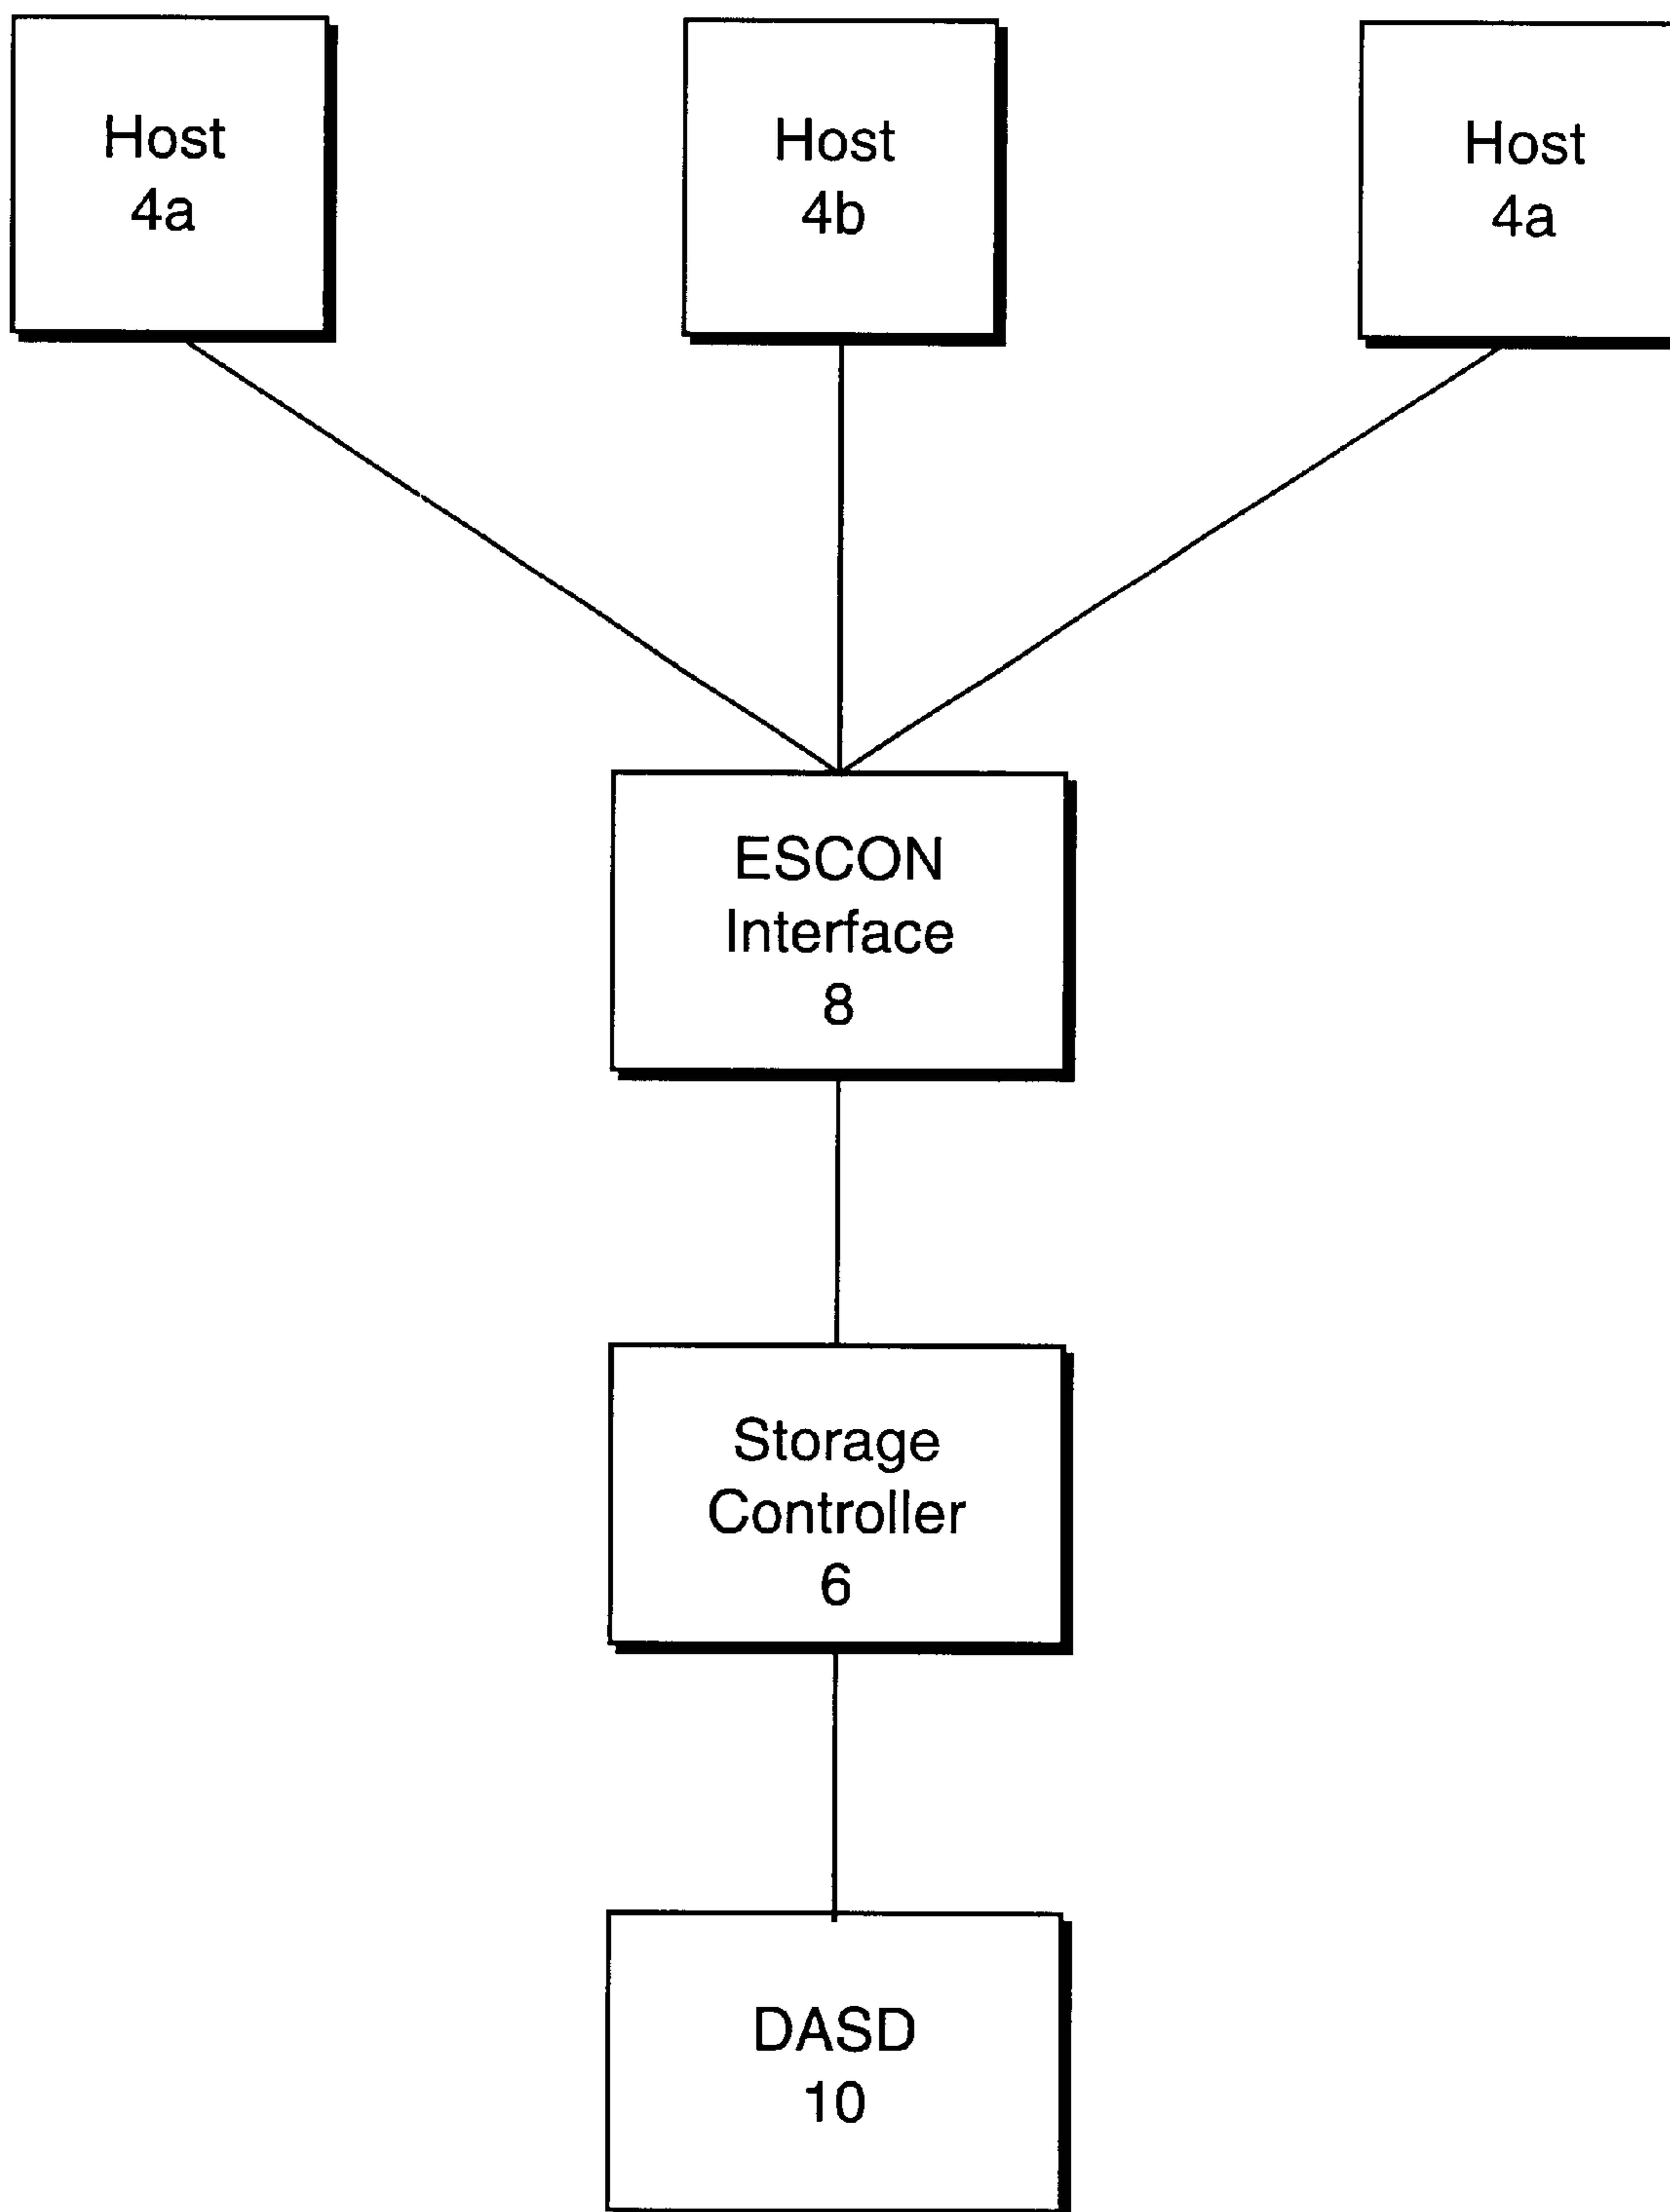 Host
4a
Host
4b
Host
4a
ESCON
Interface
8
Storage
Controller
6
DASD
10